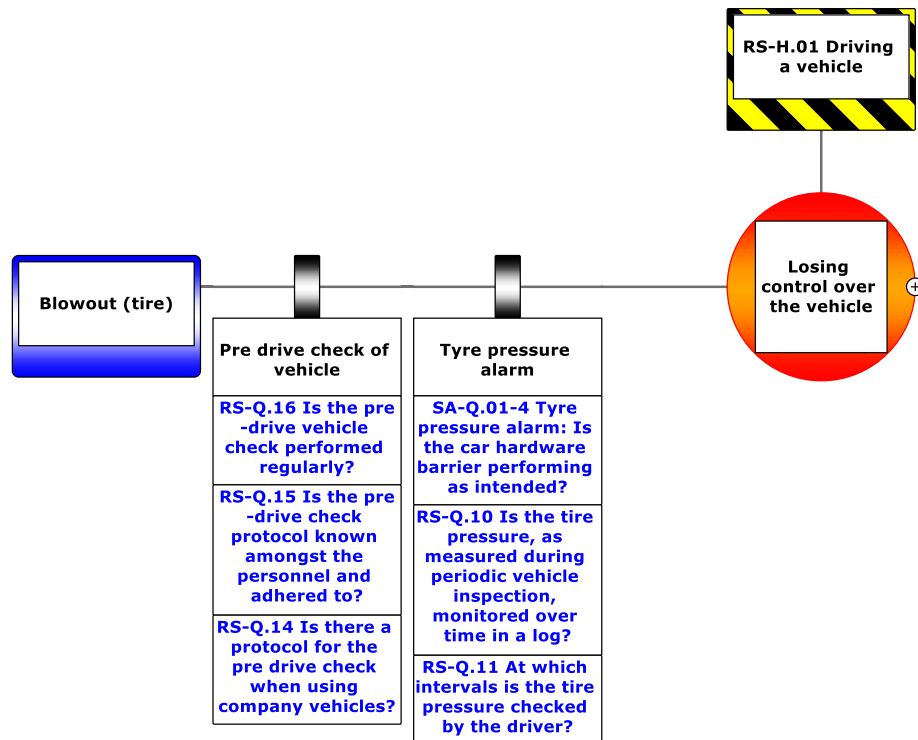 RS-H.01 Driving
a vehicle
Losing
control over
the vehicle
Blowout (tire)
Pre drive check of
vehicle
RS-Q.16 Is the pre
-drive vehicle
check performed
regularly?
RS-Q.15 Is the pre
-drive check
protocol known
amongst the
personnel and
adhered to?
RS-Q.14 Is there a
protocol for the
pre drive check
when using
company vehicles?
Tyre pressure
alarm
SA-Q.01-4 Tyre
pressure alarm: Is
the car hardware
barrier performing
as intended?
RS-Q.10 Is the tire
pressure, as
measured during
periodic vehicle
inspection,
monitored over
time in a log?
RS-Q.11 At which
intervals is the tire
pressure checked
by the driver?